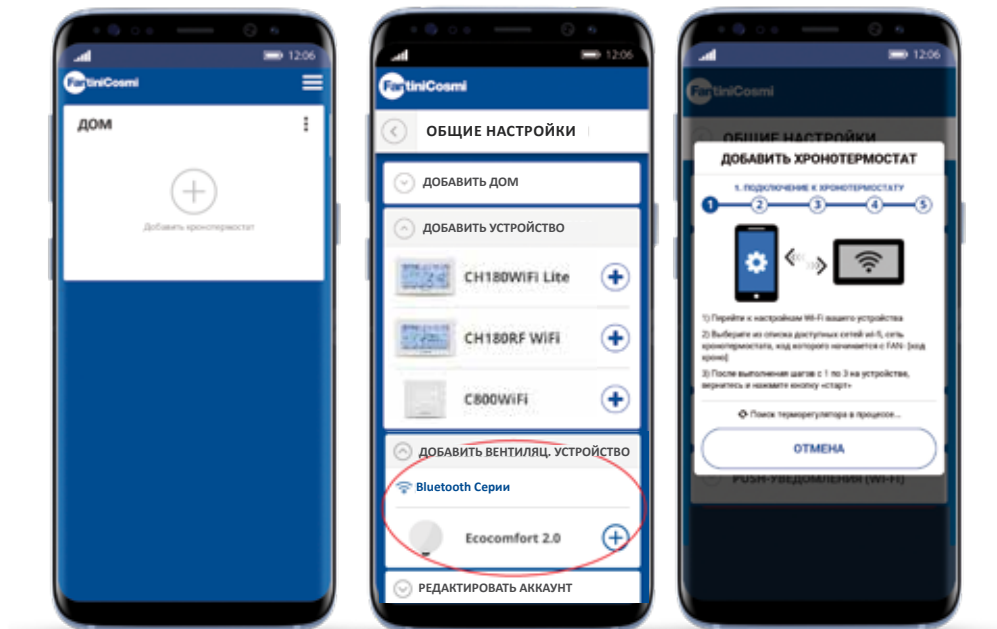 12:06
FantiniCosmi
ДОМ
Добавить хронотермостат
12:06
FantiniCosmi
ОБЩИЕ НАСТРОЙКИ
ДОБАВИТЬ ДОМ
ДОБАВИТЬ УСТРОЙСТВО
CH180WiFi Lite
CH180RF WiFi
C800WiFi
ДОБАВИТЬ ВЕНТИЛЯЦ. УСТРОЙСТВО
Bluetooth Серии
Ecocomfort 2.0
РЕДАКТИРОВАТЬ АККАУНТ
12:06
FantiniCosmi
ОБЩИЕ НАСТРОЙКИ
ДОБАВИТЬ ХРОНОТЕРМОСТАТ
1. ПОДКЛЮЧЕНИЕ К ХРОНОТЕРМОСТАТУ
1 2 3 4 5
1) Перейти к настройкам Wi-Fi вашего устройства
2) Выберите из списка доступных сетей wi-fi, сеть
хронотермостата, код которого начинается с FAN- [код
хроно]
3) После выполнения шагов с 1 по 3 на устройстве,
вернитесь и нажмите кнопку «старт»
Поиск терморегулятора в процессе...
ОТМЕНА
PUSH-УВЕДОМЛЕНИЯ (WI-FI)